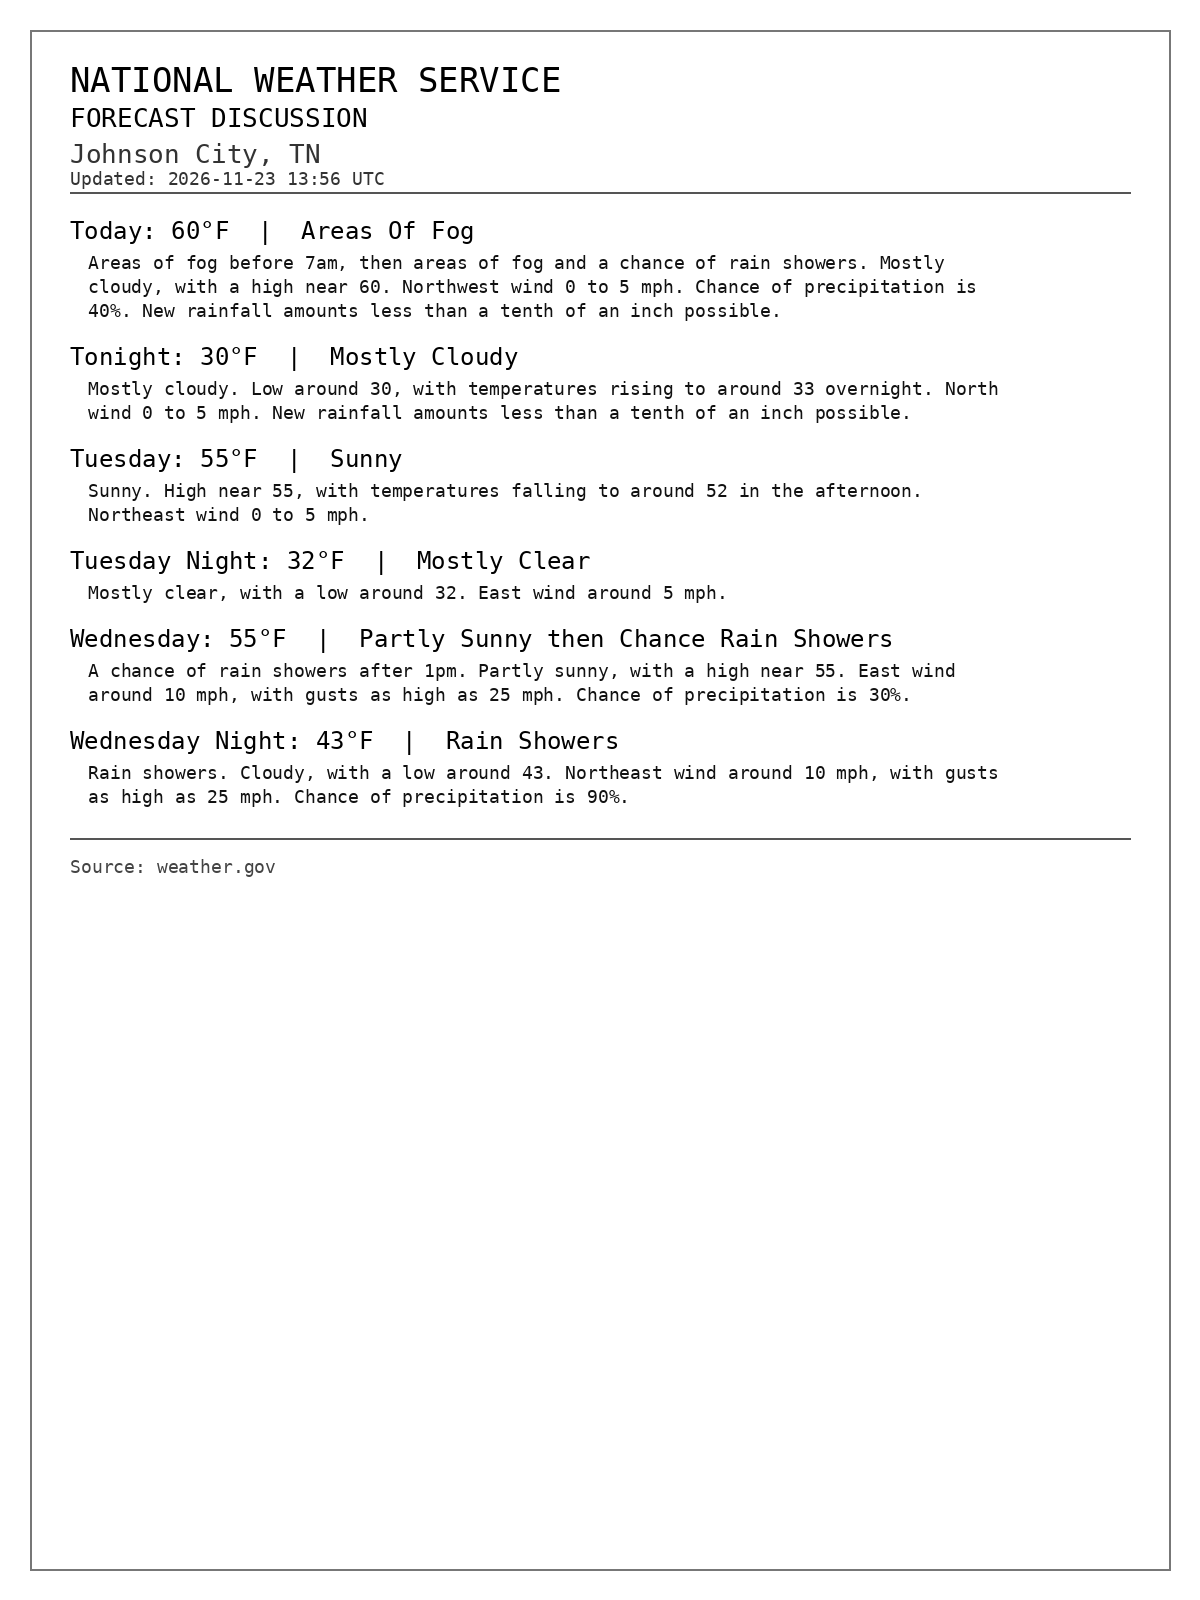 NATIONAL WEATHER SERVICE
FORECAST DISCUSSION
Johnson City, TN
Updated: 2026-11-23 13:56 UTC
Today: 60°F | Areas Of Fog
Areas of fog before 7am, then areas of fog and a chance of rain showers. Mostly
cloudy, with a high near 60. Northwest wind 0 to 5 mph. Chance of precipitation is
40%. New rainfall amounts less than a tenth of an inch possible.
Tonight: 30°F | Mostly Cloudy
Mostly cloudy. Low around 30, with temperatures rising to around 33 overnight. North
wind 0 to 5 mph. New rainfall amounts less than a tenth of an inch possible.
Tuesday: 55°F | Sunny
Sunny. High near 55, with temperatures falling to around 52 in the afternoon.
Northeast wind 0 to 5 mph.
Tuesday Night: 32°F | Mostly Clear
Mostly clear, with a low around 32. East wind around 5 mph.
Wednesday: 55°F | Partly Sunny then Chance Rain Showers
A chance of rain showers after 1pm. Partly sunny, with a high near 55. East wind
around 10 mph, with gusts as high as 25 mph. Chance of precipitation is 30%.
Wednesday Night: 43°F | Rain Showers
Rain showers. Cloudy, with a low around 43. Northeast wind around 10 mph, with gusts
as high as 25 mph. Chance of precipitation is 90%.
Source: weather.gov